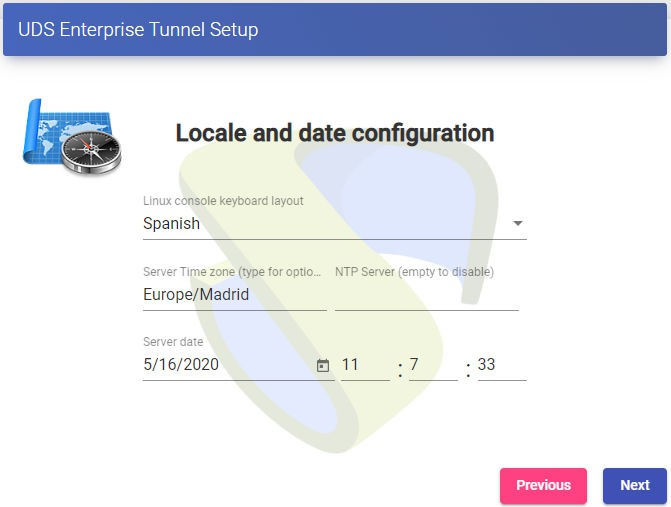 UDS Enterprise Tunnel Setup
Locale and date configuration
Linux console keyboard layout
Spanish
Server Time zone (type for optio... NTP Server (empty to disable)
Europe/Madrid
Server date
5/16/2020 11 : 7 : 33
Previous Next